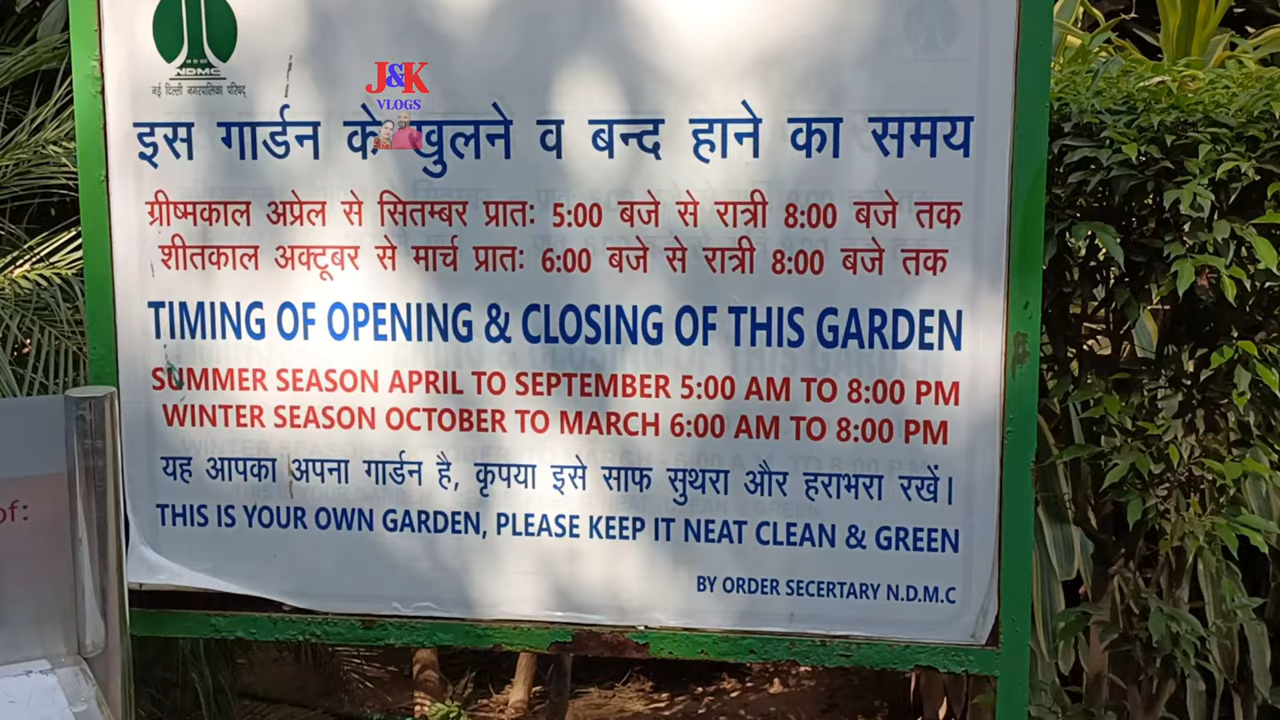 NDMC
नई दिल्ली नगरपालिका परिषद्
J&K
VLOGS
इस गार्डन के खुलने व बन्द हाने का समय
ग्रीष्मकाल अप्रेल से सितम्बर प्रातः 5:00 बजे से रात्री 8:00 बजे तक
शीतकाल अक्टूबर से मार्च प्रातः 6:00 बजे से रात्री 8:00 बजे तक
TIMING OF OPENING & CLOSING OF THIS GARDEN
SUMMER SEASON APRIL TO SEPTEMBER 5:00 AM TO 8:00 PM
WINTER SEASON OCTOBER TO MARCH 6:00 AM TO 8:00 PM
यह आपका अपना गार्डन है, कृपया इसे साफ सुथरा और हराभरा रखें।
THIS IS YOUR OWN GARDEN, PLEASE KEEP IT NEAT CLEAN & GREEN
BY ORDER SECERTARY N.D.M.C
of: